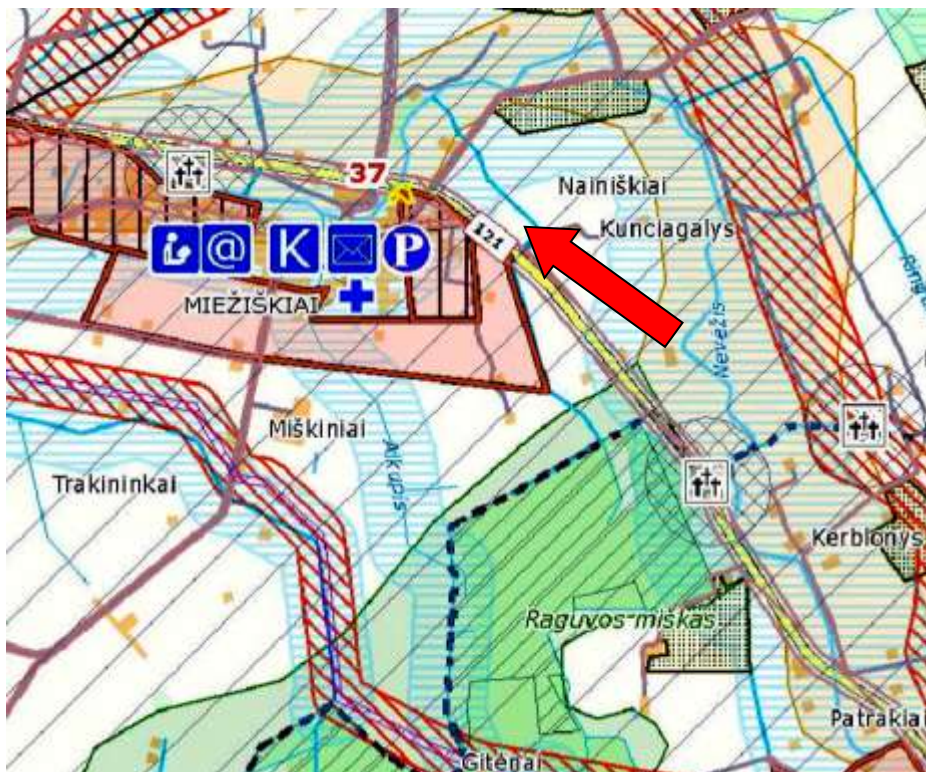 37
Nainiškiai
121
Kunciagalys
@
K
P
MIEŽIŠKIAI
Nevėžis
Miškiniai
Alkupis
Trakininkai
Kerblonys
Raguvos miškas
Patrakiai
Gitėnai